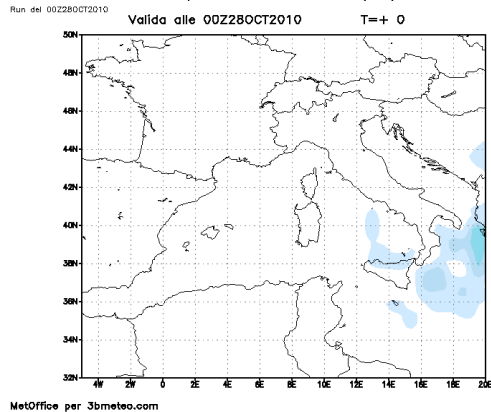 Run del 00Z28OCT2010
Valida alle 00Z28OCT2010 T=+ 0
50N
48N
46N
44N
42N
40N
38N
36N
34N
32N
4W 2W 0 2E 4E 6E 8E 10E 12E 14E 16E 18E 20E
MetOffice per 3bmeteo.com